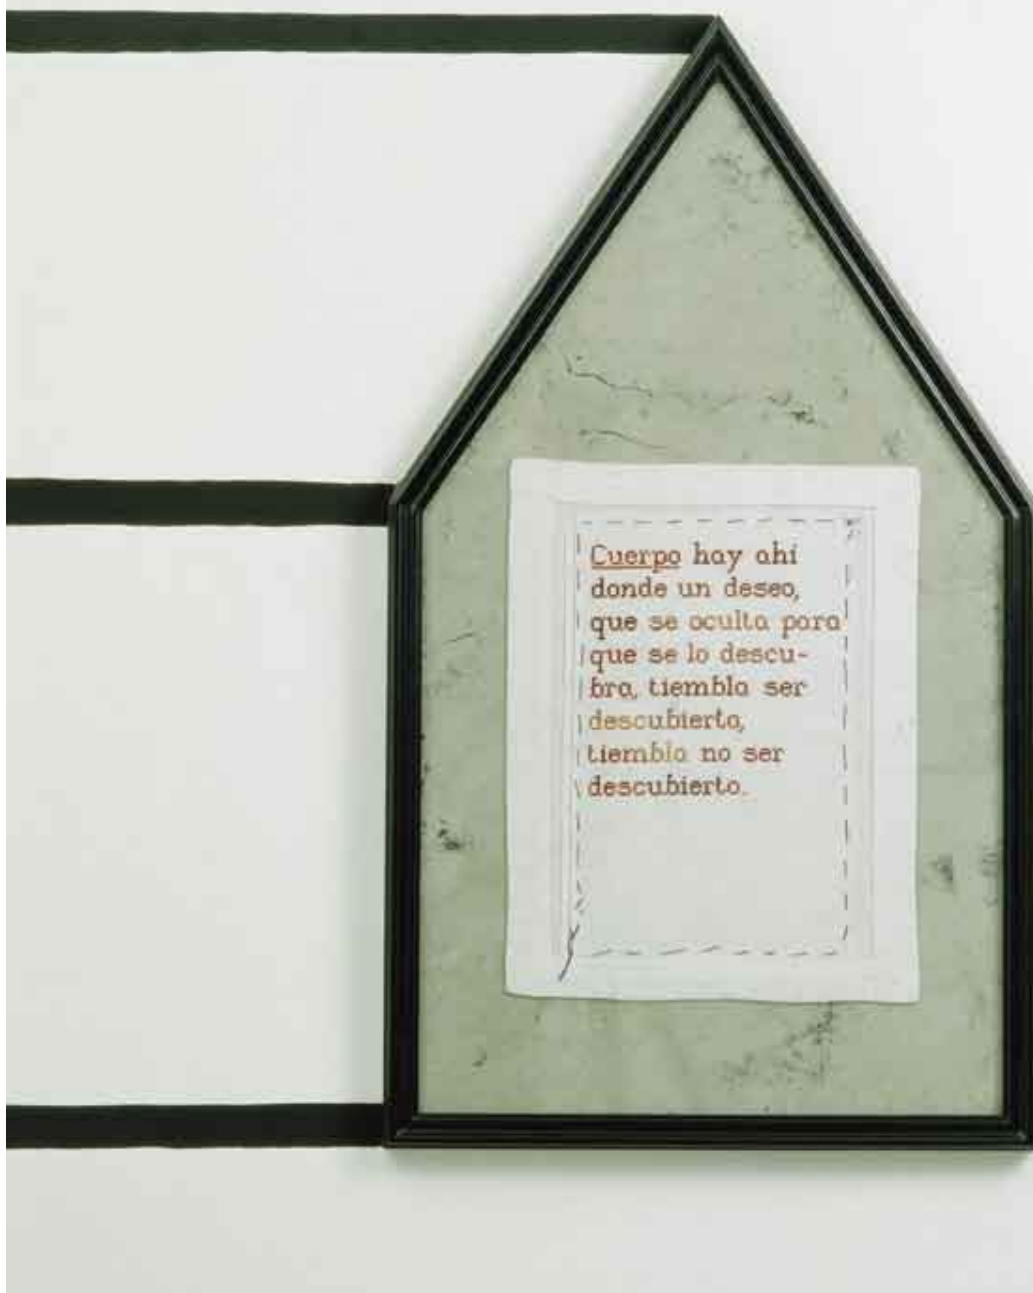 Cuerpo hay ahí
donde un deseo,
que se oculta para
que se lo descu-
bra, tiembla ser
descubierto,
tiembla no ser
descubierto.